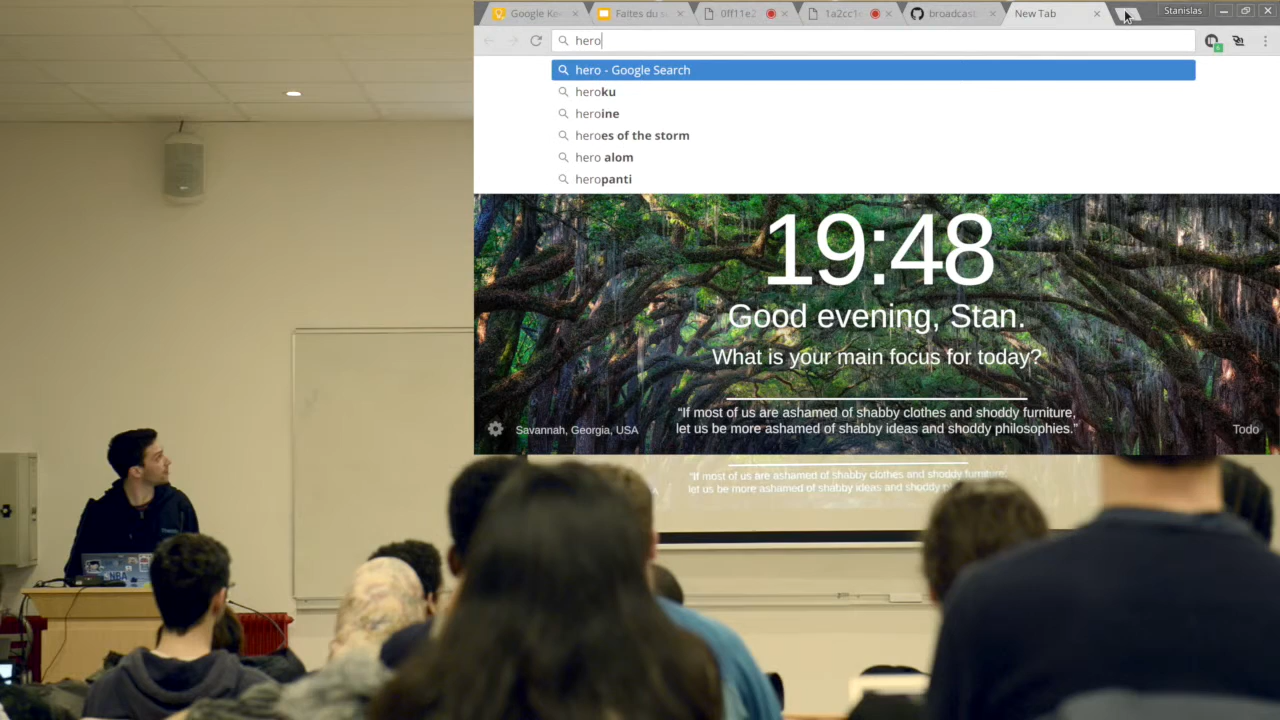 Google Ke
Faites du s
0ff11e2
1a2cc1e
broadcast
New Tab
Stanislas
hero
hero - Google Search
heroku
heroine
heroes of the storm
hero alom
heropanti
19:48
Good evening, Stan.
What is your main focus for today?
"If most of us are ashamed of shabby clothes and shoddy furniture,
let us be more ashamed of shabby ideas and shoddy philosophies."
Savannah, Georgia, USA
Todo
"If most of us are ashamed of shabby clothes and shoddy furniture,
let us be more ashamed of shabby ideas and shoddy
NBA